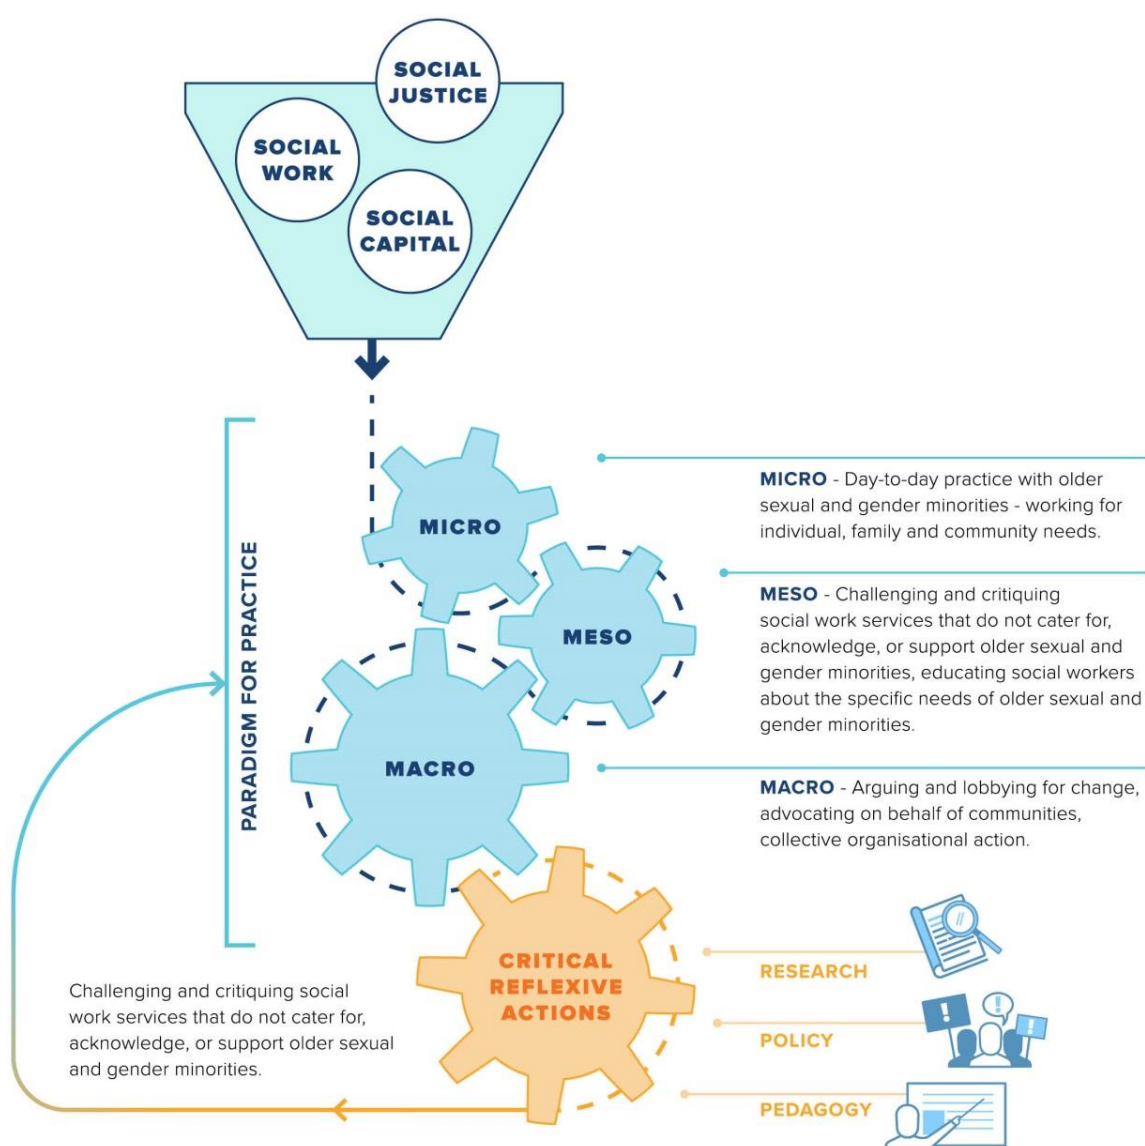 SOCIAL
JUSTICE
SOCIAL
WORK
SOCIAL
CAPITAL
PARADIGM FOR PRACTICE
MICRO
MESO
MACRO
MICRO - Day-to-day practice with older
sexual and gender minorities - working for
individual, family and community needs.
MESO - Challenging and critiquing
social work services that do not cater for,
acknowledge, or support older sexual and
gender minorities, educating social workers
about the specific needs of older sexual and
gender minorities.
MACRO - Arguing and lobbying for change,
advocating on behalf of communities,
collective organisational action.
CRITICAL
REFLEXIVE
ACTIONS
RESEARCH
POLICY
PEDAGOGY
Challenging and critiquing social
work services that do not cater for,
acknowledge, or support older sexual
and gender minorities.